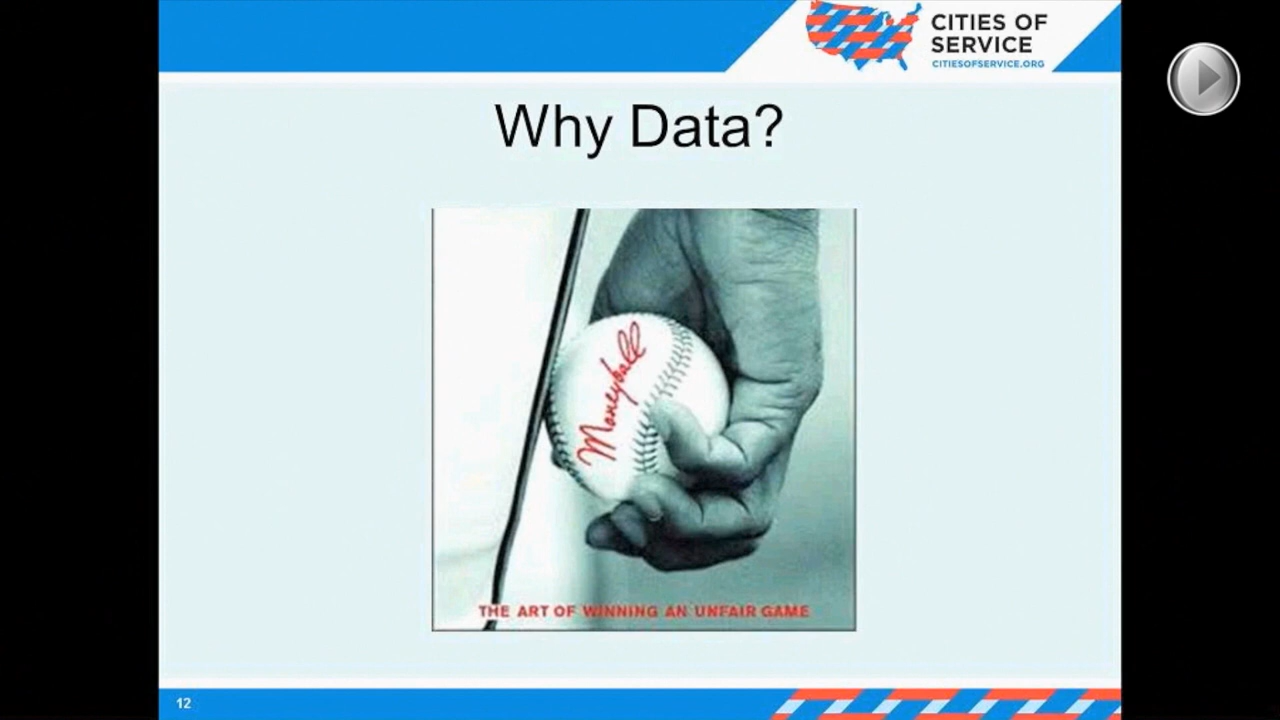 CITIES OF
SERVICE
CITIESOFSERVICE.ORG
Why Data?
Moneyball
THE ART OF WINNING AN UNFAIR GAME
12